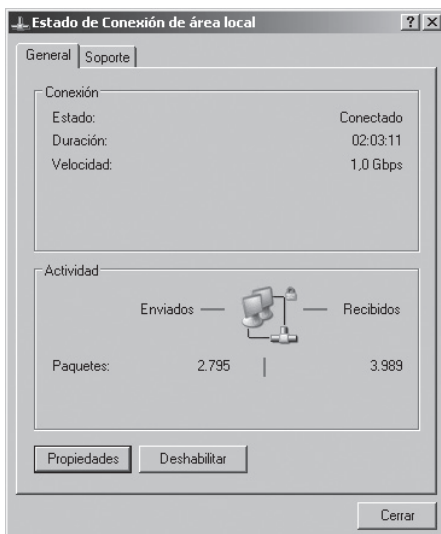 Estado de Conexión de área local
General Soporte
Conexión
Estado: Conectado
Duración: 02:03:11
Velocidad: 1,0 Gbps
Actividad
Enviados Recibidos
Paquetes: 2.795 3.989
Propiedades Deshabilitar
Cerrar